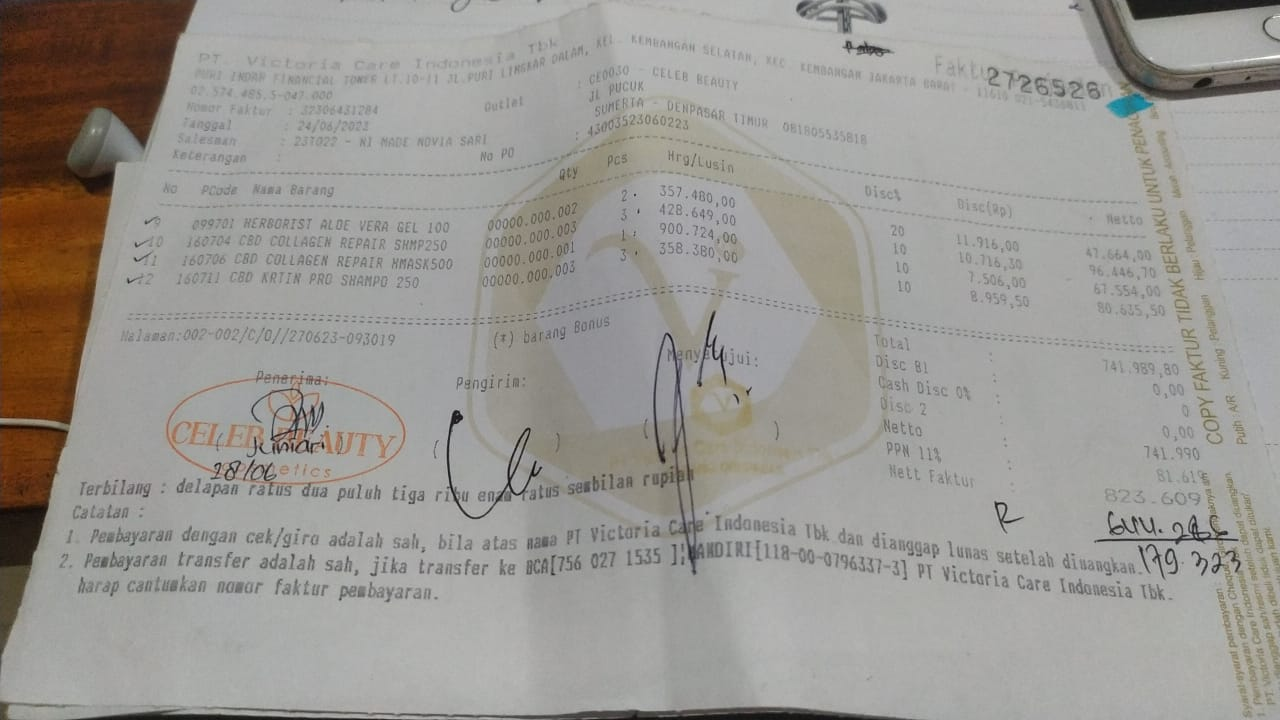 PT. Victoria Care Indonesia Tbk
Faktur
2726526
PURI INDAH FINANCIAL TOWER LT.10-11 JL.PURI LINGKAR DALAM, KEL. KEMBANGAN SELATAN, KEC. KEMBANGAN JAKARTA BARAT - 11610
02.574.485.5-047.000
Nomor Faktur : 32306431284 Outlet : CE0030 - CELEB BEAUTY
Tanggal : 24/06/2023 JL PUCUK
Salesman : 23T022 - NI MADE NOVIA SARI SUMERTA - DENPASAR TIMUR 081805535818
Keterangan : No PO : 43003523060223
No PCode Nama Barang Qty Pcs Hrg/Lusin Disc% Disc(Rp) Netto
9 099701 HERBORIST ALOE VERA GEL 100 00000.000.002 2 357.480,00 20 11.916,00 47.664,00
10 160704 CBD COLLAGEN REPAIR SHMP250 00000.000.003 3 428.649,00 10 10.716,30 96.446,70
11 160706 CBD COLLAGEN REPAIR HMASK500 00000.000.001 1 900.724,00 10 7.506,00 67.554,00
12 160711 CBD KRTIN PRO SHAMPO 250 00000.000.003 3 358.380,00 10 8.959,50 80.635,50
Halaman:002-002/C/O//270623-093019 (*) barang Bonus
Penerima: Pengirim: Menyetujui:
CELEB BEAUTY
Juniari
28/06
Total : 741.989,80
Disc B1 : 0,00
Cash Disc 0% : 0
Disc 2 : 0,00
Netto : 741.990
PPN 11% : 81.619
Nett Faktur : 823.609
R
179.323
Terbilang : delapan ratus dua puluh tiga ribu enam ratus sembilan rupiah
Catatan :
1. Pembayaran dengan cek/giro adalah sah, bila atas nama PT Victoria Care Indonesia Tbk dan dianggap lunas setelah diuangkan.
2. Pembayaran transfer adalah sah, jika transfer ke BCA[756 027 1535 ];MANDIRI[118-00-0796337-3] PT Victoria Care Indonesia Tbk.
harap cantumkan nomor faktur pembayaran.
COPY FAKTUR TIDAK BERLAKU UNTUK
Putih : A/R Kuning : Pelanggan Hijau : Pelanggan